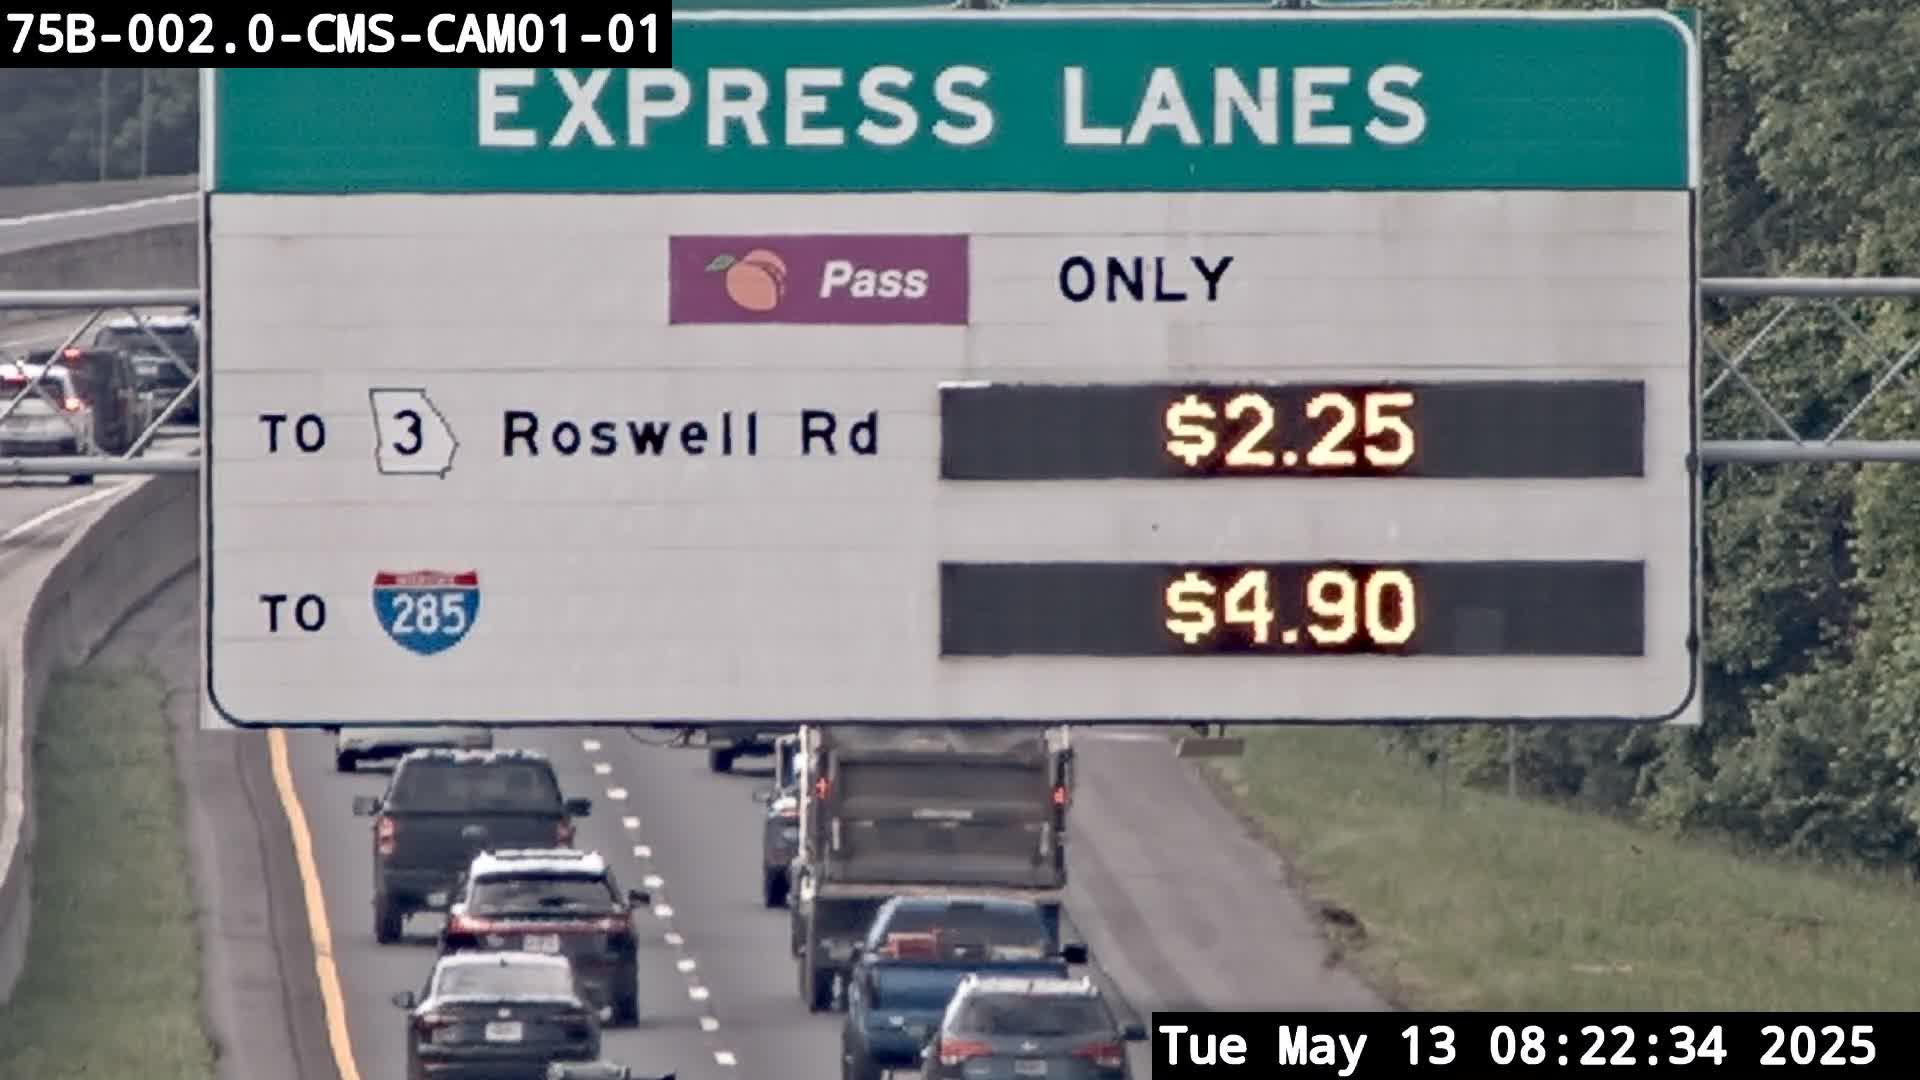 75B-002.0-CMS-CAM01-01
EXPRESS LANES
Pass ONLY
TO 3 Roswell Rd $2.25
TO 285 $4.90
Tue May 13 08:22:34 2025